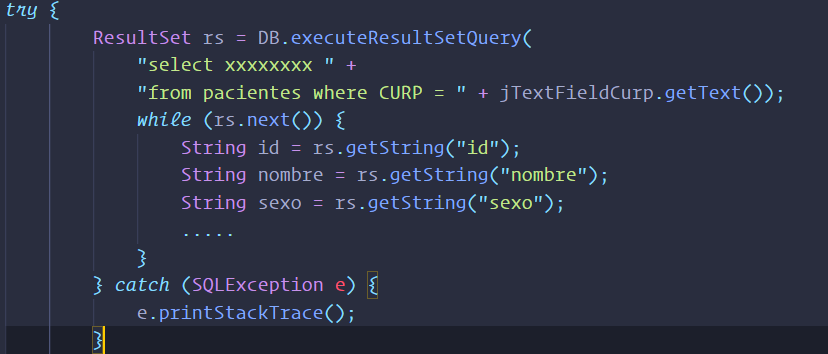 try {
ResultSet rs = DB.executeResultSetQuery(
"select xxxxxxxx " +
"from pacientes where CURP = " + jTextFieldCurp.getText());
while (rs.next()) {
String id = rs.getString("id");
String nombre = rs.getString("nombre");
String sexo = rs.getString("sexo");
.....
}
} catch (SQLException e) {
e.printStackTrace();
}